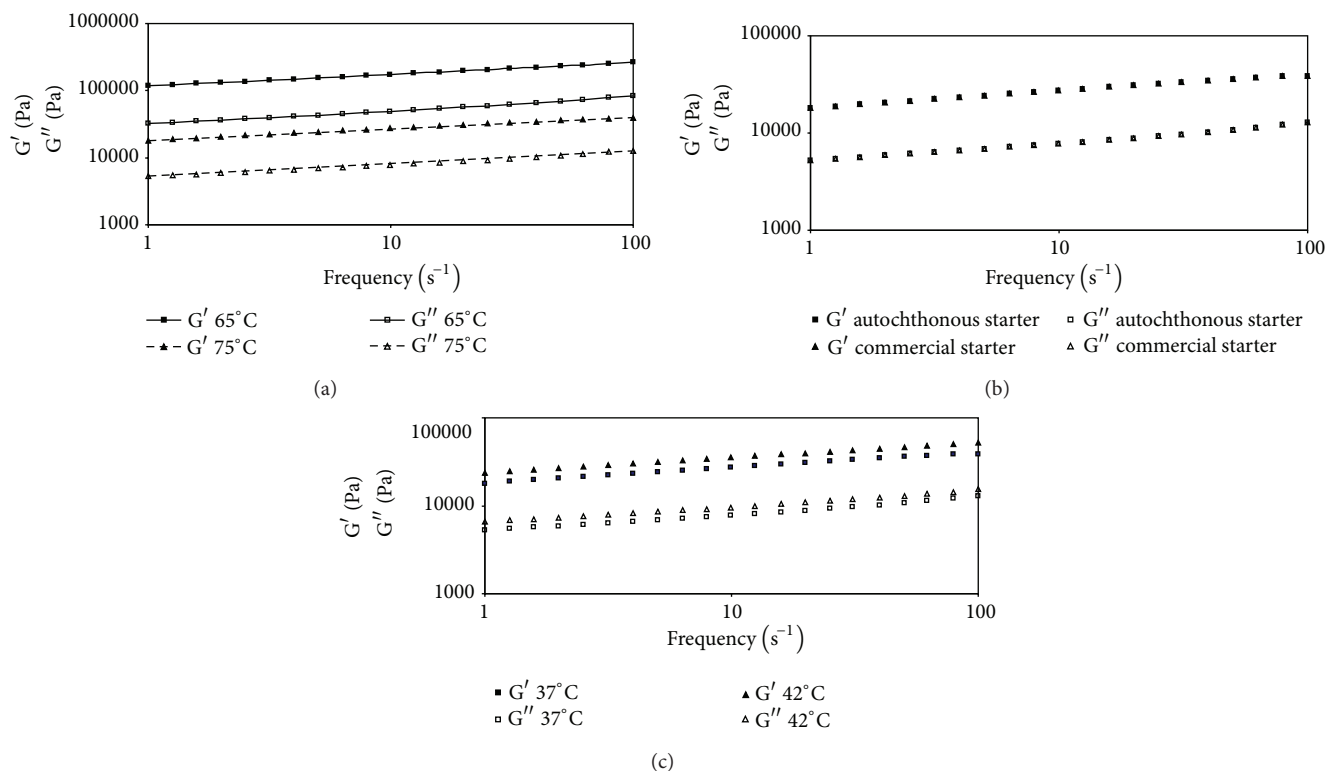 1000000
100000
10000
1000
G′ (Pa)
G″ (Pa)
1 10 100
Frequency (s⁻¹)
G′ 65°C G″ 65°C
G′ 75°C G″ 75°C
(a)
100000
10000
1000
G′ (Pa)
G″ (Pa)
1 10 100
Frequency (s⁻¹)
G′ autochthonous starter G″ autochthonous starter
G′ commercial starter G″ commercial starter
(b)
100000
10000
1000
G′ (Pa)
G″ (Pa)
1 10 100
Frequency (s⁻¹)
G′ 37°C G′ 42°C
G″ 37°C G″ 42°C
(c)